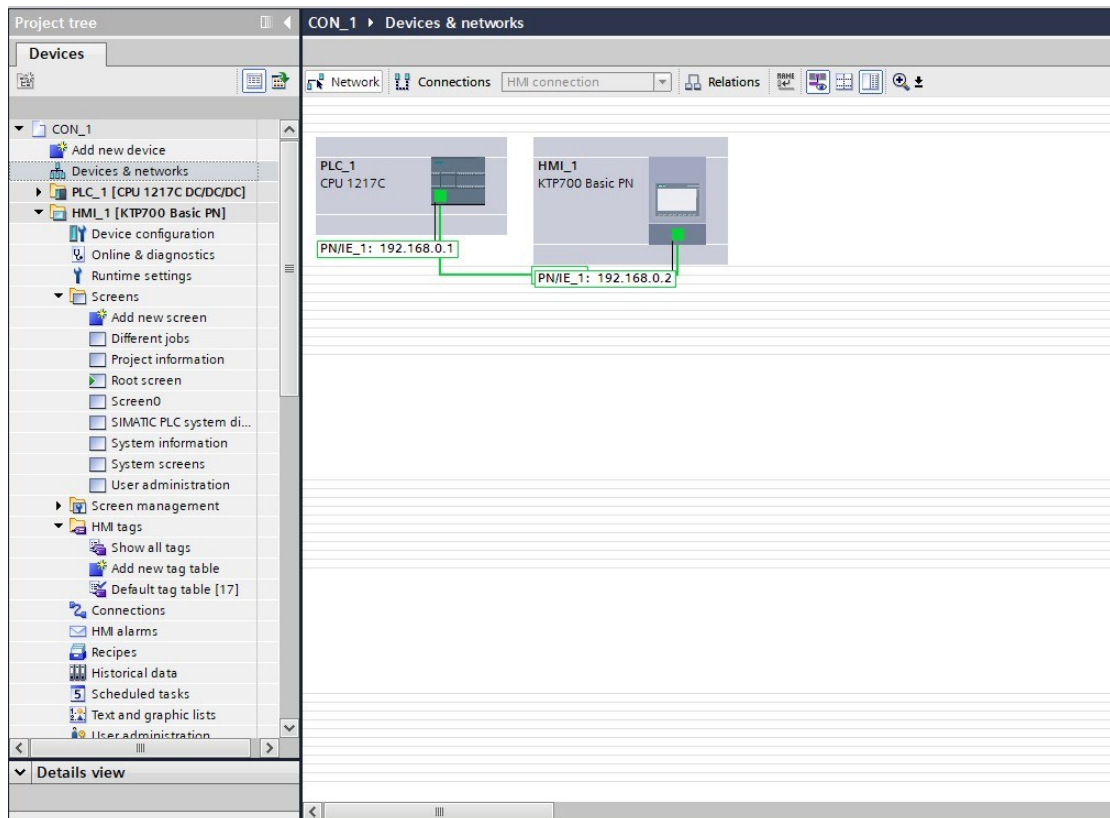 Project tree
CON_1 ▸ Devices & networks
Devices
Network Connections HMI connection Relations
CON_1
Add new device
Devices & networks
PLC_1 [CPU 1217C DC/DC/DC]
HMI_1 [KTP700 Basic PN]
Device configuration
Online & diagnostics
Runtime settings
Screens
Add new screen
Different jobs
Project information
Root screen
Screen0
SIMATIC PLC system di...
System information
System screens
User administration
Screen management
HMI tags
Show all tags
Add new tag table
Default tag table [17]
Connections
HMI alarms
Recipes
Historical data
Scheduled tasks
Text and graphic lists
User administration
Details view
PLC_1
CPU 1217C
HMI_1
KTP700 Basic PN
PN/IE_1: 192.168.0.1
PN/IE_1: 192.168.0.2